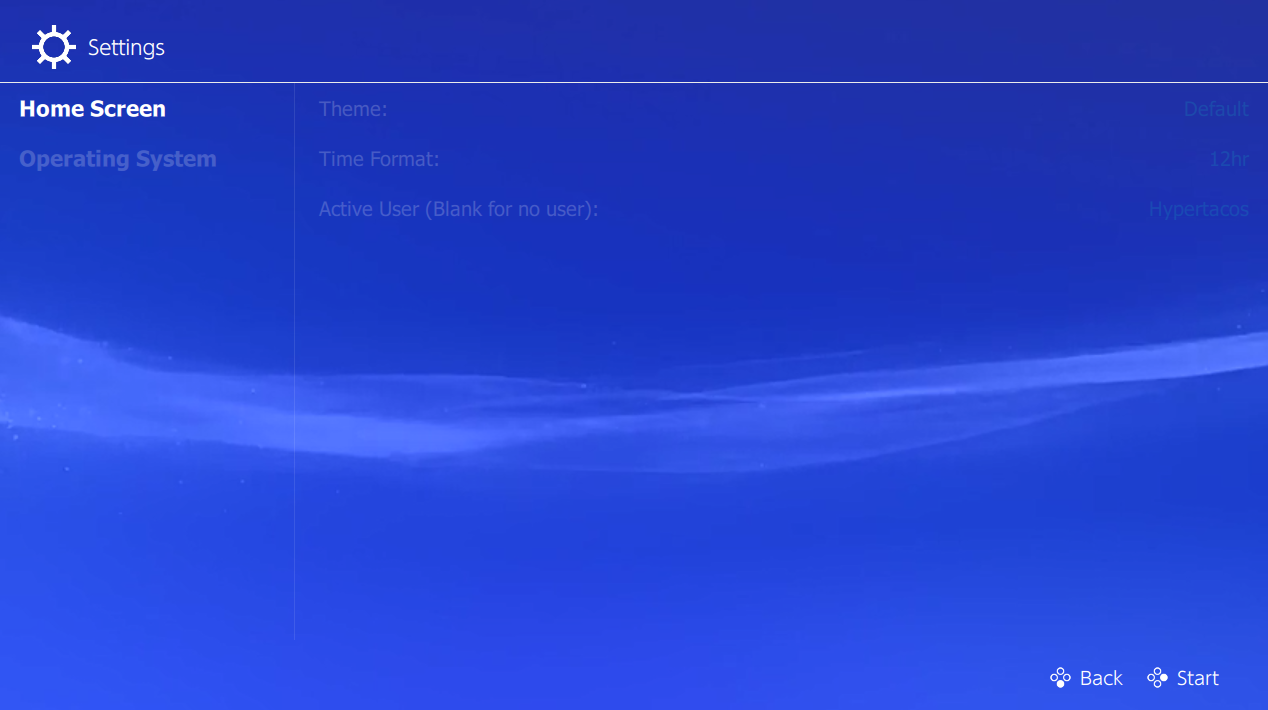 Settings
Home Screen
Operating System
Theme: Default
Time Format: 12hr
Active User (Blank for no user): Hypertacos
Back Start